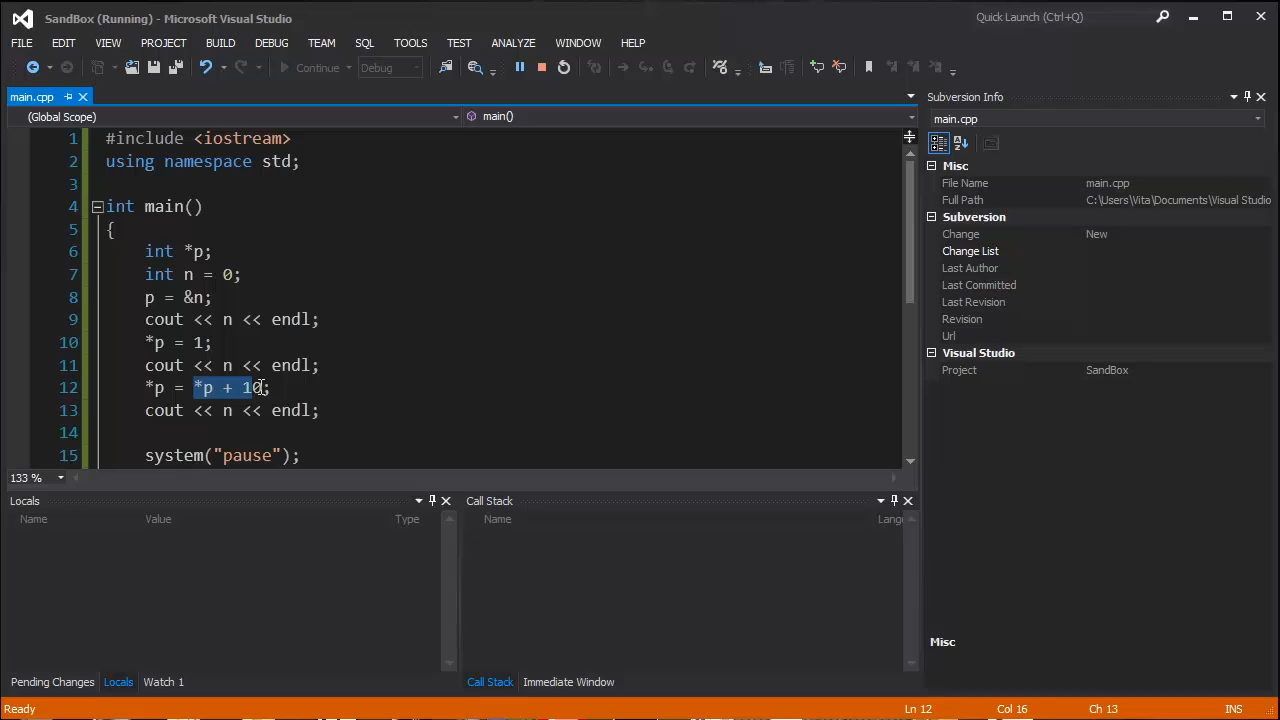 SandBox (Running) - Microsoft Visual Studio
Quick Launch (Ctrl+Q)
FILE EDIT VIEW PROJECT BUILD DEBUG TEAM SQL TOOLS TEST ANALYZE WINDOW HELP
Continue Debug
main.cpp
(Global Scope) main()
1 #include <iostream>
2 using namespace std;
3
4 int main()
5 {
6 int *p;
7 int n = 0;
8 p = &n;
9 cout << n << endl;
10 *p = 1;
11 cout << n << endl;
12 *p = *p + 10;
13 cout << n << endl;
14
15 system("pause");
133 %
Subversion Info
main.cpp
Misc
File Name main.cpp
Full Path C:\Users\Vita\Documents\Visual Studio
Subversion
Change New
Change List
Last Author
Last Committed
Last Revision
Revision
Url
Visual Studio
Project SandBox
Misc
Locals
Name Value Type
Call Stack
Name Langu
Pending Changes Locals Watch 1
Call Stack Immediate Window
Ready Ln 12 Col 16 Ch 13 INS